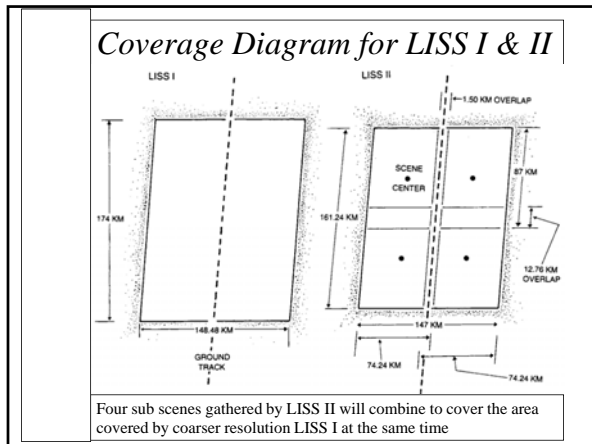 Coverage Diagram for LISS I & II
LISS I
LISS II
1.50 KM OVERLAP
SCENE
CENTER
87 KM
174 KM
161.24 KM
12.76 KM
OVERLAP
148.48 KM
147 KM
GROUND
TRACK
74.24 KM
74.24 KM
Four sub scenes gathered by LISS II will combine to cover the area
covered by coarser resolution LISS I at the same time